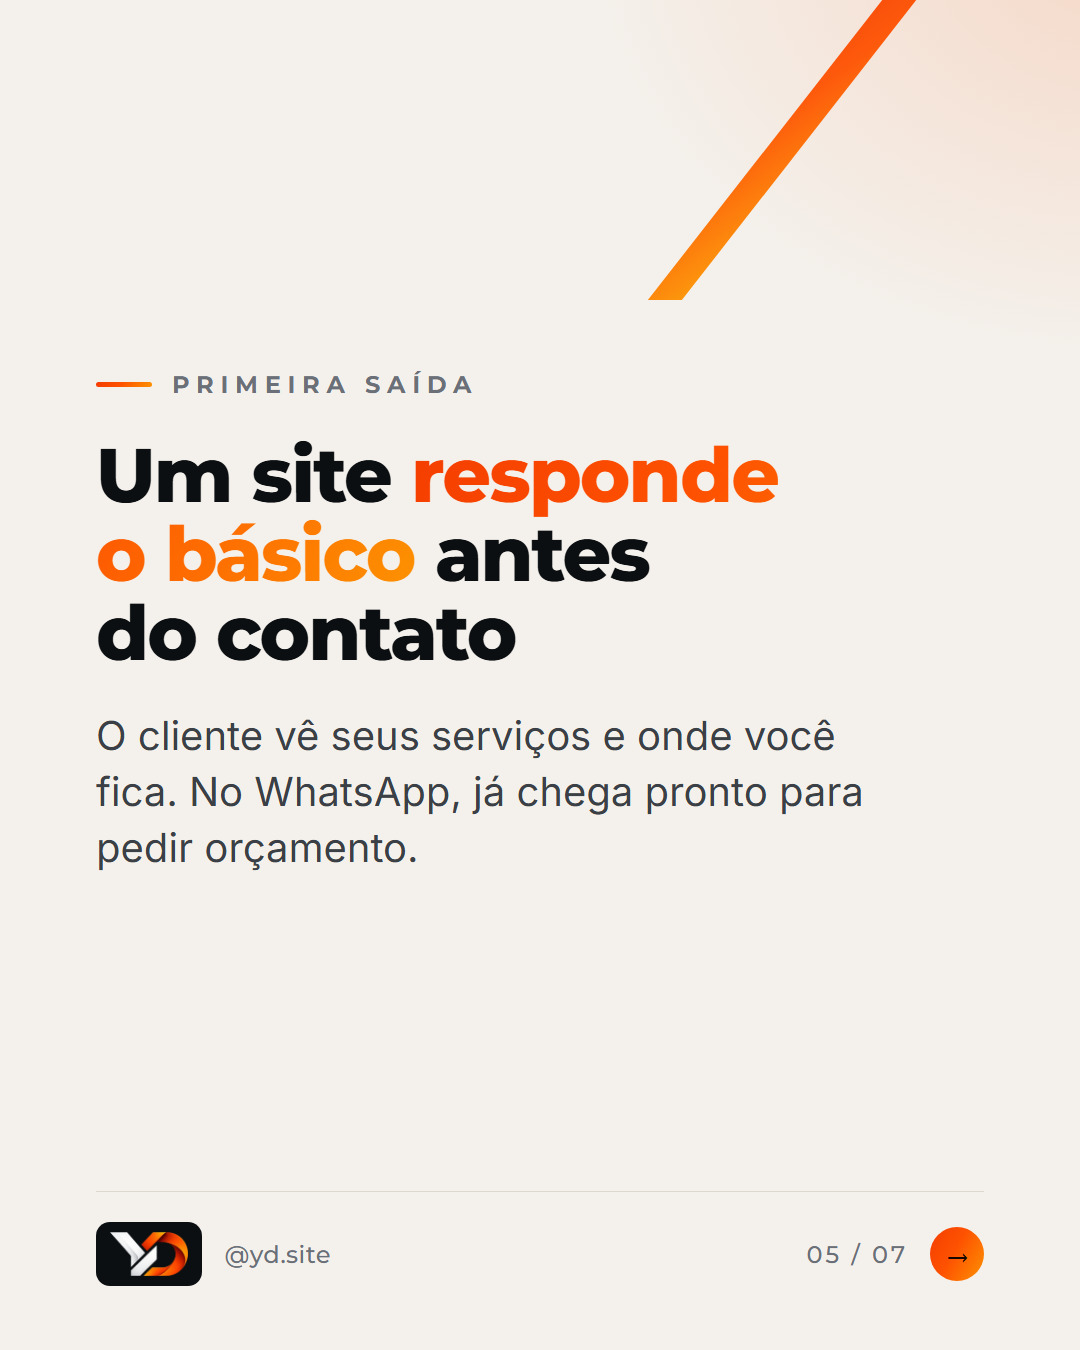 PRIMEIRA SAÍDA
Um site responde
o básico antes
do contato
O cliente vê seus serviços e onde você
fica. No WhatsApp, já chega pronto para
pedir orçamento.
YD @yd.site 05 / 07 →